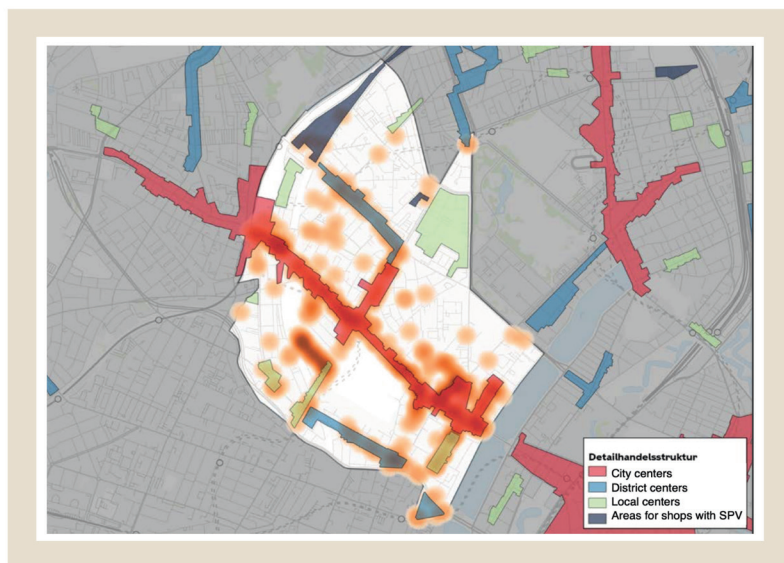 Detailhandelsstruktur
City centers
District centers
Local centers
Areas for shops with SPV